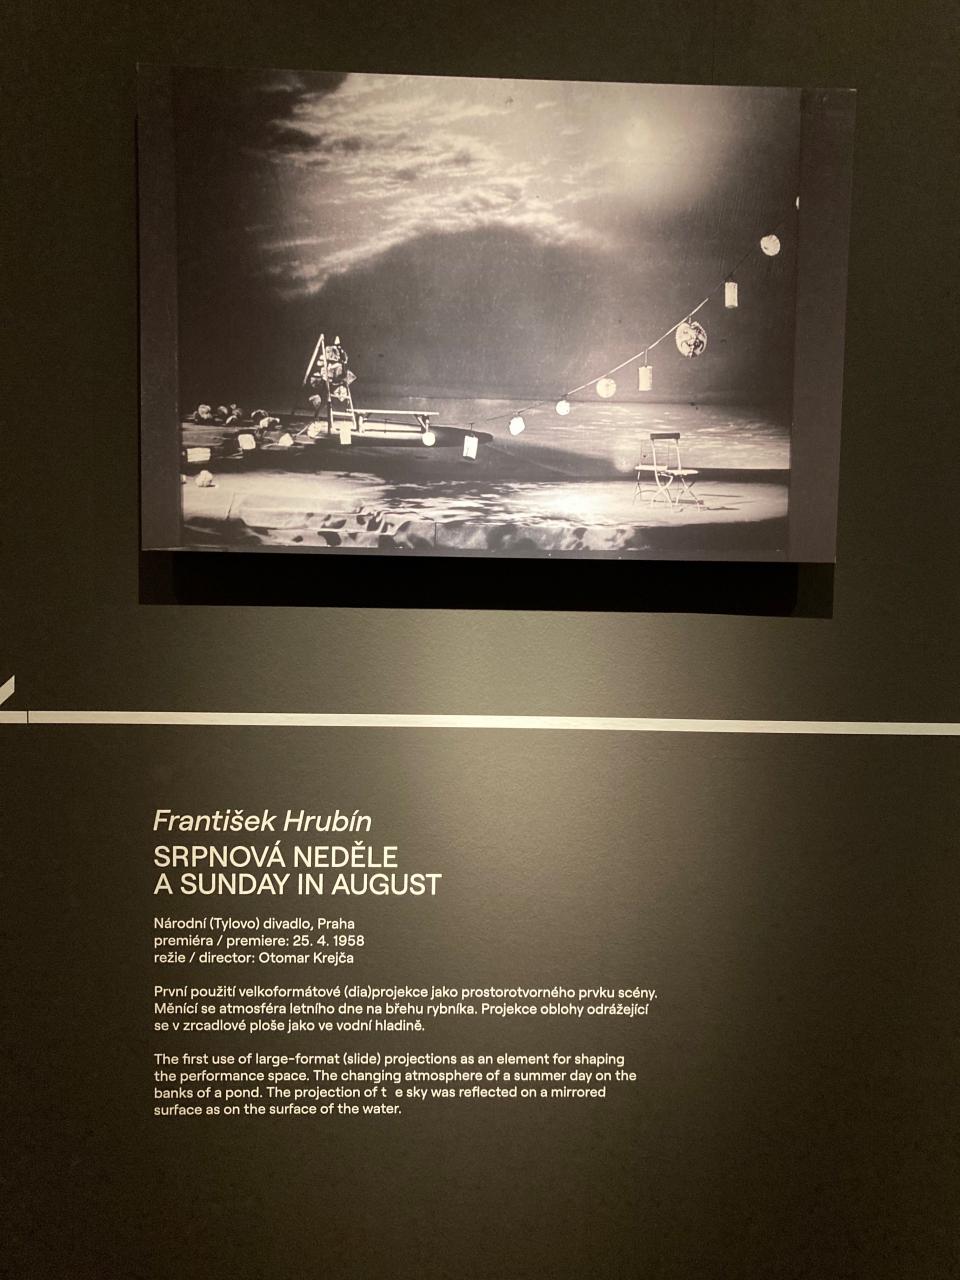 František Hrubín
SRPNOVÁ NEDĚLE
A SUNDAY IN AUGUST
Národní (Tylovo) divadlo, Praha
premiéra / premiere: 25. 4. 1958
režie / director: Otomar Krejča
První použití velkoformátové (dia)projekce jako prostorotvorného prvku scény.
Měnící se atmosféra letního dne na břehu rybníka. Projekce oblohy odrážející
se v zrcadlové ploše jako ve vodní hladině.
The first use of large-format (slide) projections as an element for shaping
the performance space. The changing atmosphere of a summer day on the
banks of a pond. The projection of t e sky was reflected on a mirrored
surface as on the surface of the water.